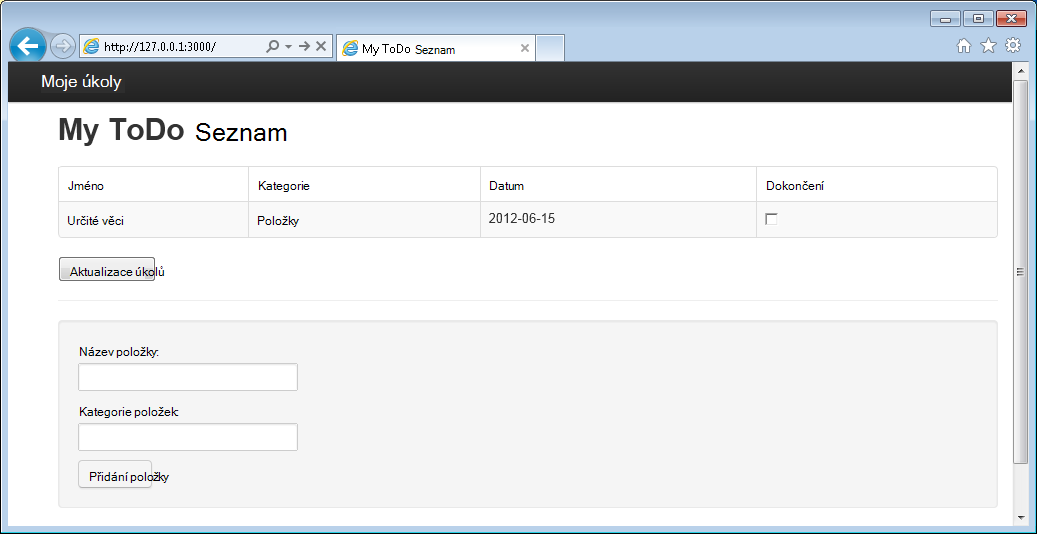 http://127.0.0.1:3000/
My ToDo Seznam
Moje úkoly
My ToDo Seznam
Jméno Kategorie Datum Dokončení
Určité věci Položky 2012-06-15
Aktualizace úkolů
Název položky:
Kategorie položek:
Přidání položky